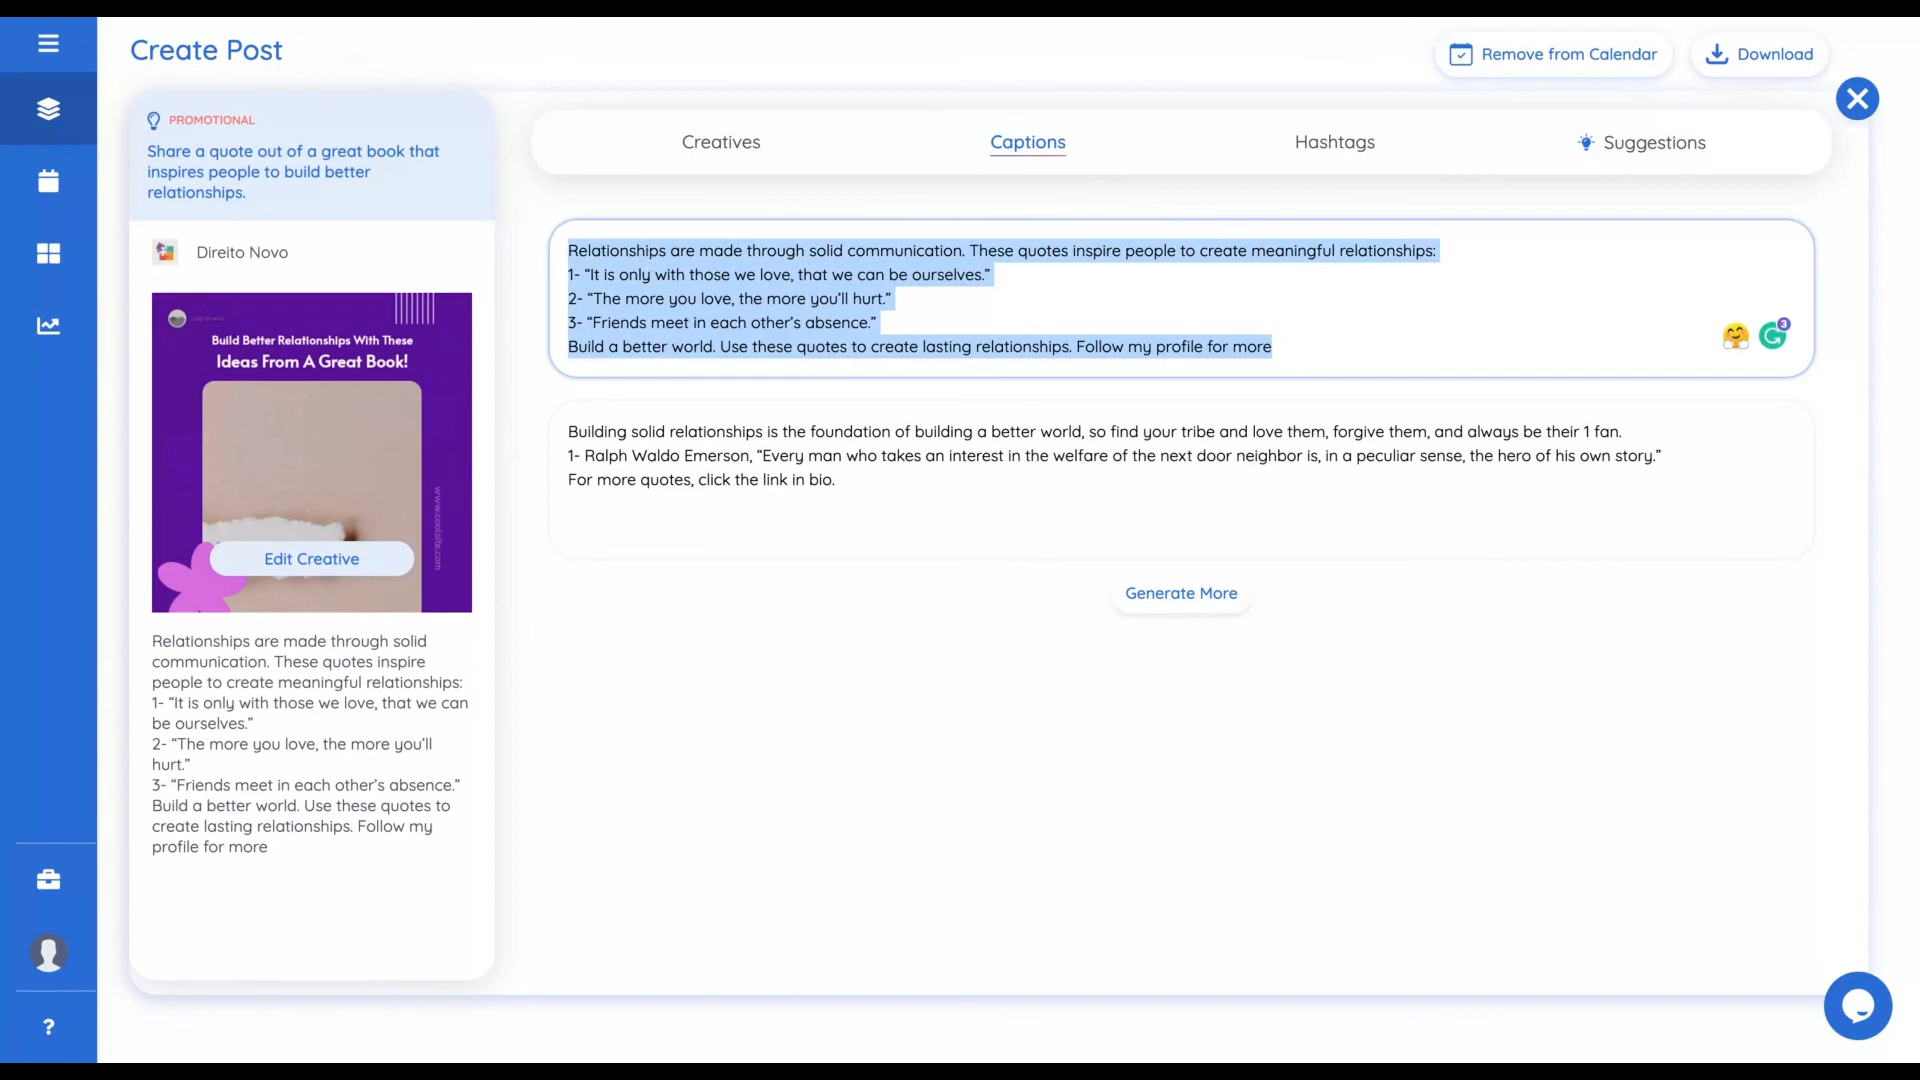 Create Post
Remove from Calendar
Download
PROMOTIONAL
Share a quote out of a great book that
inspires people to build better
relationships.
Direito Novo
Build Better Relationships With These
Ideas From A Great Book!
www.coolsite.com
Edit Creative
Relationships are made through solid
communication. These quotes inspire
people to create meaningful relationships:
1- “It is only with those we love, that we can
be ourselves.”
2- “The more you love, the more you’ll
hurt.”
3- “Friends meet in each other’s absence.”
Build a better world. Use these quotes to
create lasting relationships. Follow my
profile for more
Creatives
Captions
Hashtags
Suggestions
Relationships are made through solid communication. These quotes inspire people to create meaningful relationships:
1- “It is only with those we love, that we can be ourselves.”
2- “The more you love, the more you’ll hurt.”
3- “Friends meet in each other’s absence.”
Build a better world. Use these quotes to create lasting relationships. Follow my profile for more
3
Building solid relationships is the foundation of building a better world, so find your tribe and love them, forgive them, and always be their 1 fan.
1- Ralph Waldo Emerson, “Every man who takes an interest in the welfare of the next door neighbor is, in a peculiar sense, the hero of his own story.”
For more quotes, click the link in bio.
Generate More
?